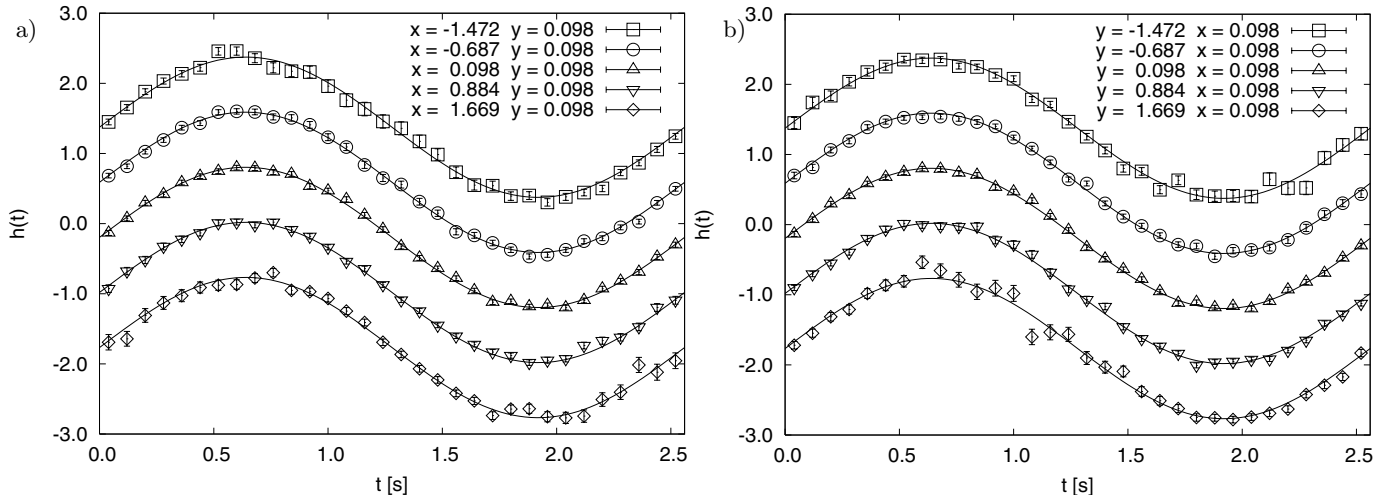 a)
x = -1.472 y = 0.098
x = -0.687 y = 0.098
x = 0.098 y = 0.098
x = 0.884 y = 0.098
x = 1.669 y = 0.098
3.0
2.0
1.0
0.0
-1.0
-2.0
-3.0
h(t)
0.0 0.5 1.0 1.5 2.0 2.5
t [s]
b)
y = -1.472 x = 0.098
y = -0.687 x = 0.098
y = 0.098 x = 0.098
y = 0.884 x = 0.098
y = 1.669 x = 0.098
3.0
2.0
1.0
0.0
-1.0
-2.0
-3.0
h(t)
0.0 0.5 1.0 1.5 2.0 2.5
t [s]